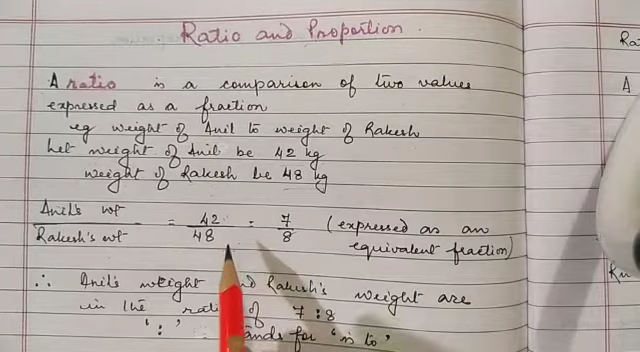 Ratio and Proportion.
A ratio is a comparison of two values
expressed as a fraction
eg weight of Anil to weight of Rakesh
Let weight of Anil be 42 kg
weight of Rakesh be 48 kg
Anil's wt / Rakesh's wt = 42/48 = 7/8 (expressed as an
equivalent fraction)
∴ Anil's weight and Rakesh's weight are
in the ratio of 7:8
':' stands for 'is to'
Ra
A